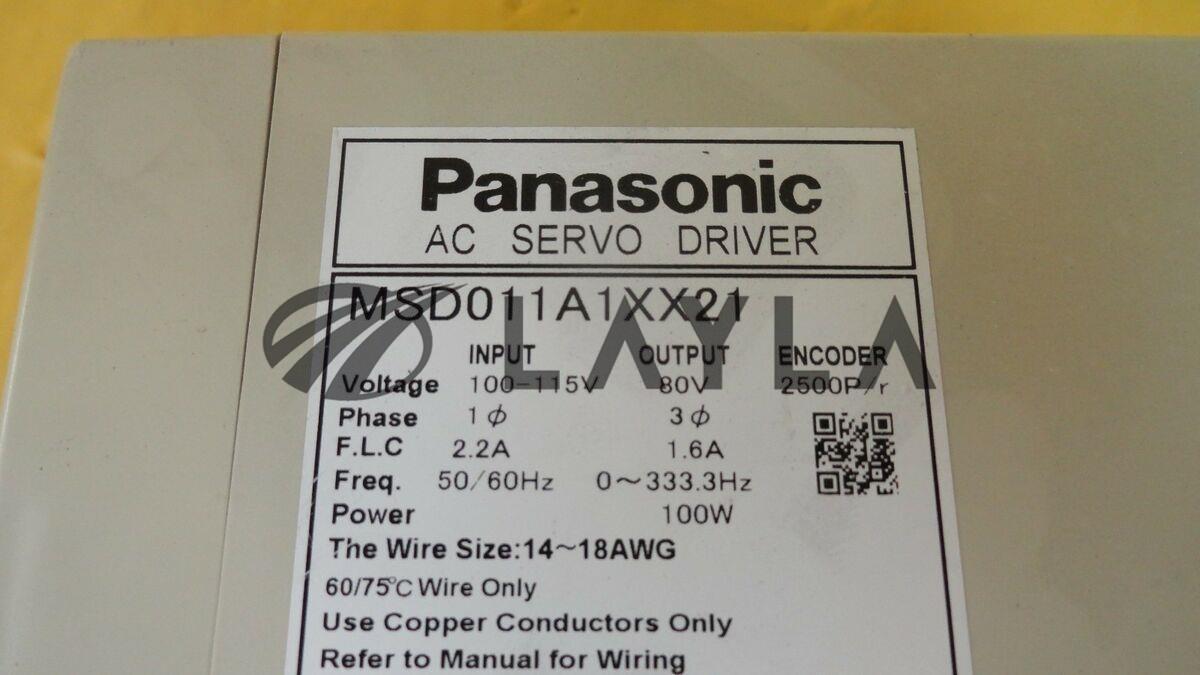 Panasonic
AC SERVO DRIVER
MSD011A1XX21
LAYLA
INPUT OUTPUT ENCODER
Voltage 100-115V 80V 2500P/r
Phase 1ϕ 3ϕ
F.L.C 2.2A 1.6A
Freq. 50/60Hz 0~333.3Hz
Power 100W
The Wire Size:14~18AWG
60/75°C Wire Only
Use Copper Conductors Only
Refer to Manual for Wiring